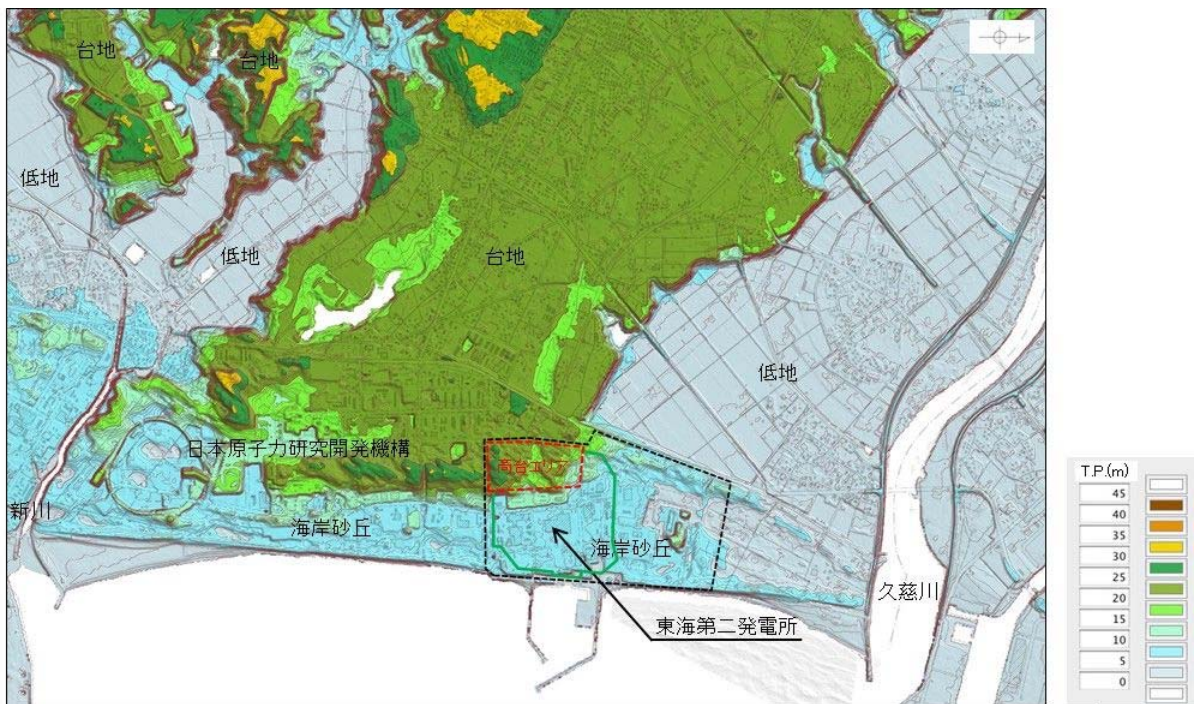 台地
台地
低地
低地
台地
低地
日本原子力研究開発機構
高台エリア
新川
海岸砂丘
海岸砂丘
久慈川
東海第二発電所
T.P.(m)
45
40
35
30
25
20
15
10
5
0